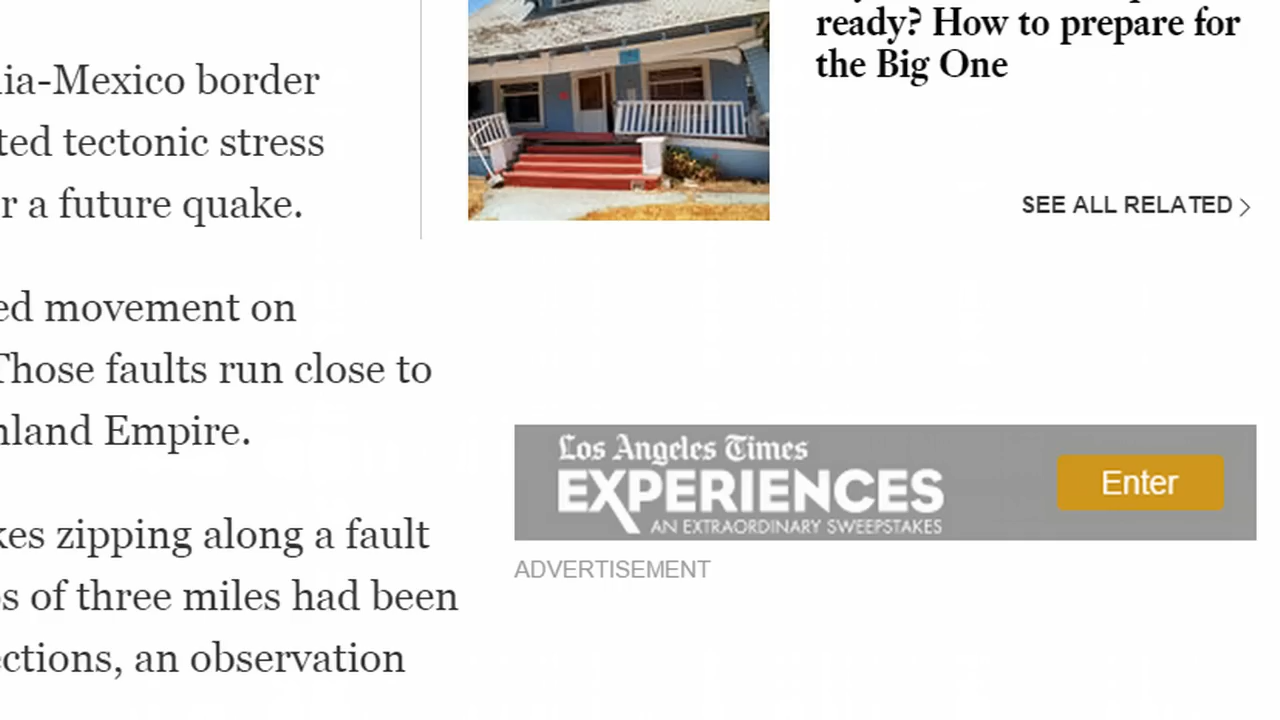 ia-Mexico border
ted tectonic stress
r a future quake.
ed movement on
Those faults run close to
nland Empire.
kes zipping along a fault
s of three miles had been
ections, an observation
ready? How to prepare for
the Big One
SEE ALL RELATED
Los Angeles Times
EXPERIENCES
AN EXTRAORDINARY SWEEPSTAKES
Enter
ADVERTISEMENT